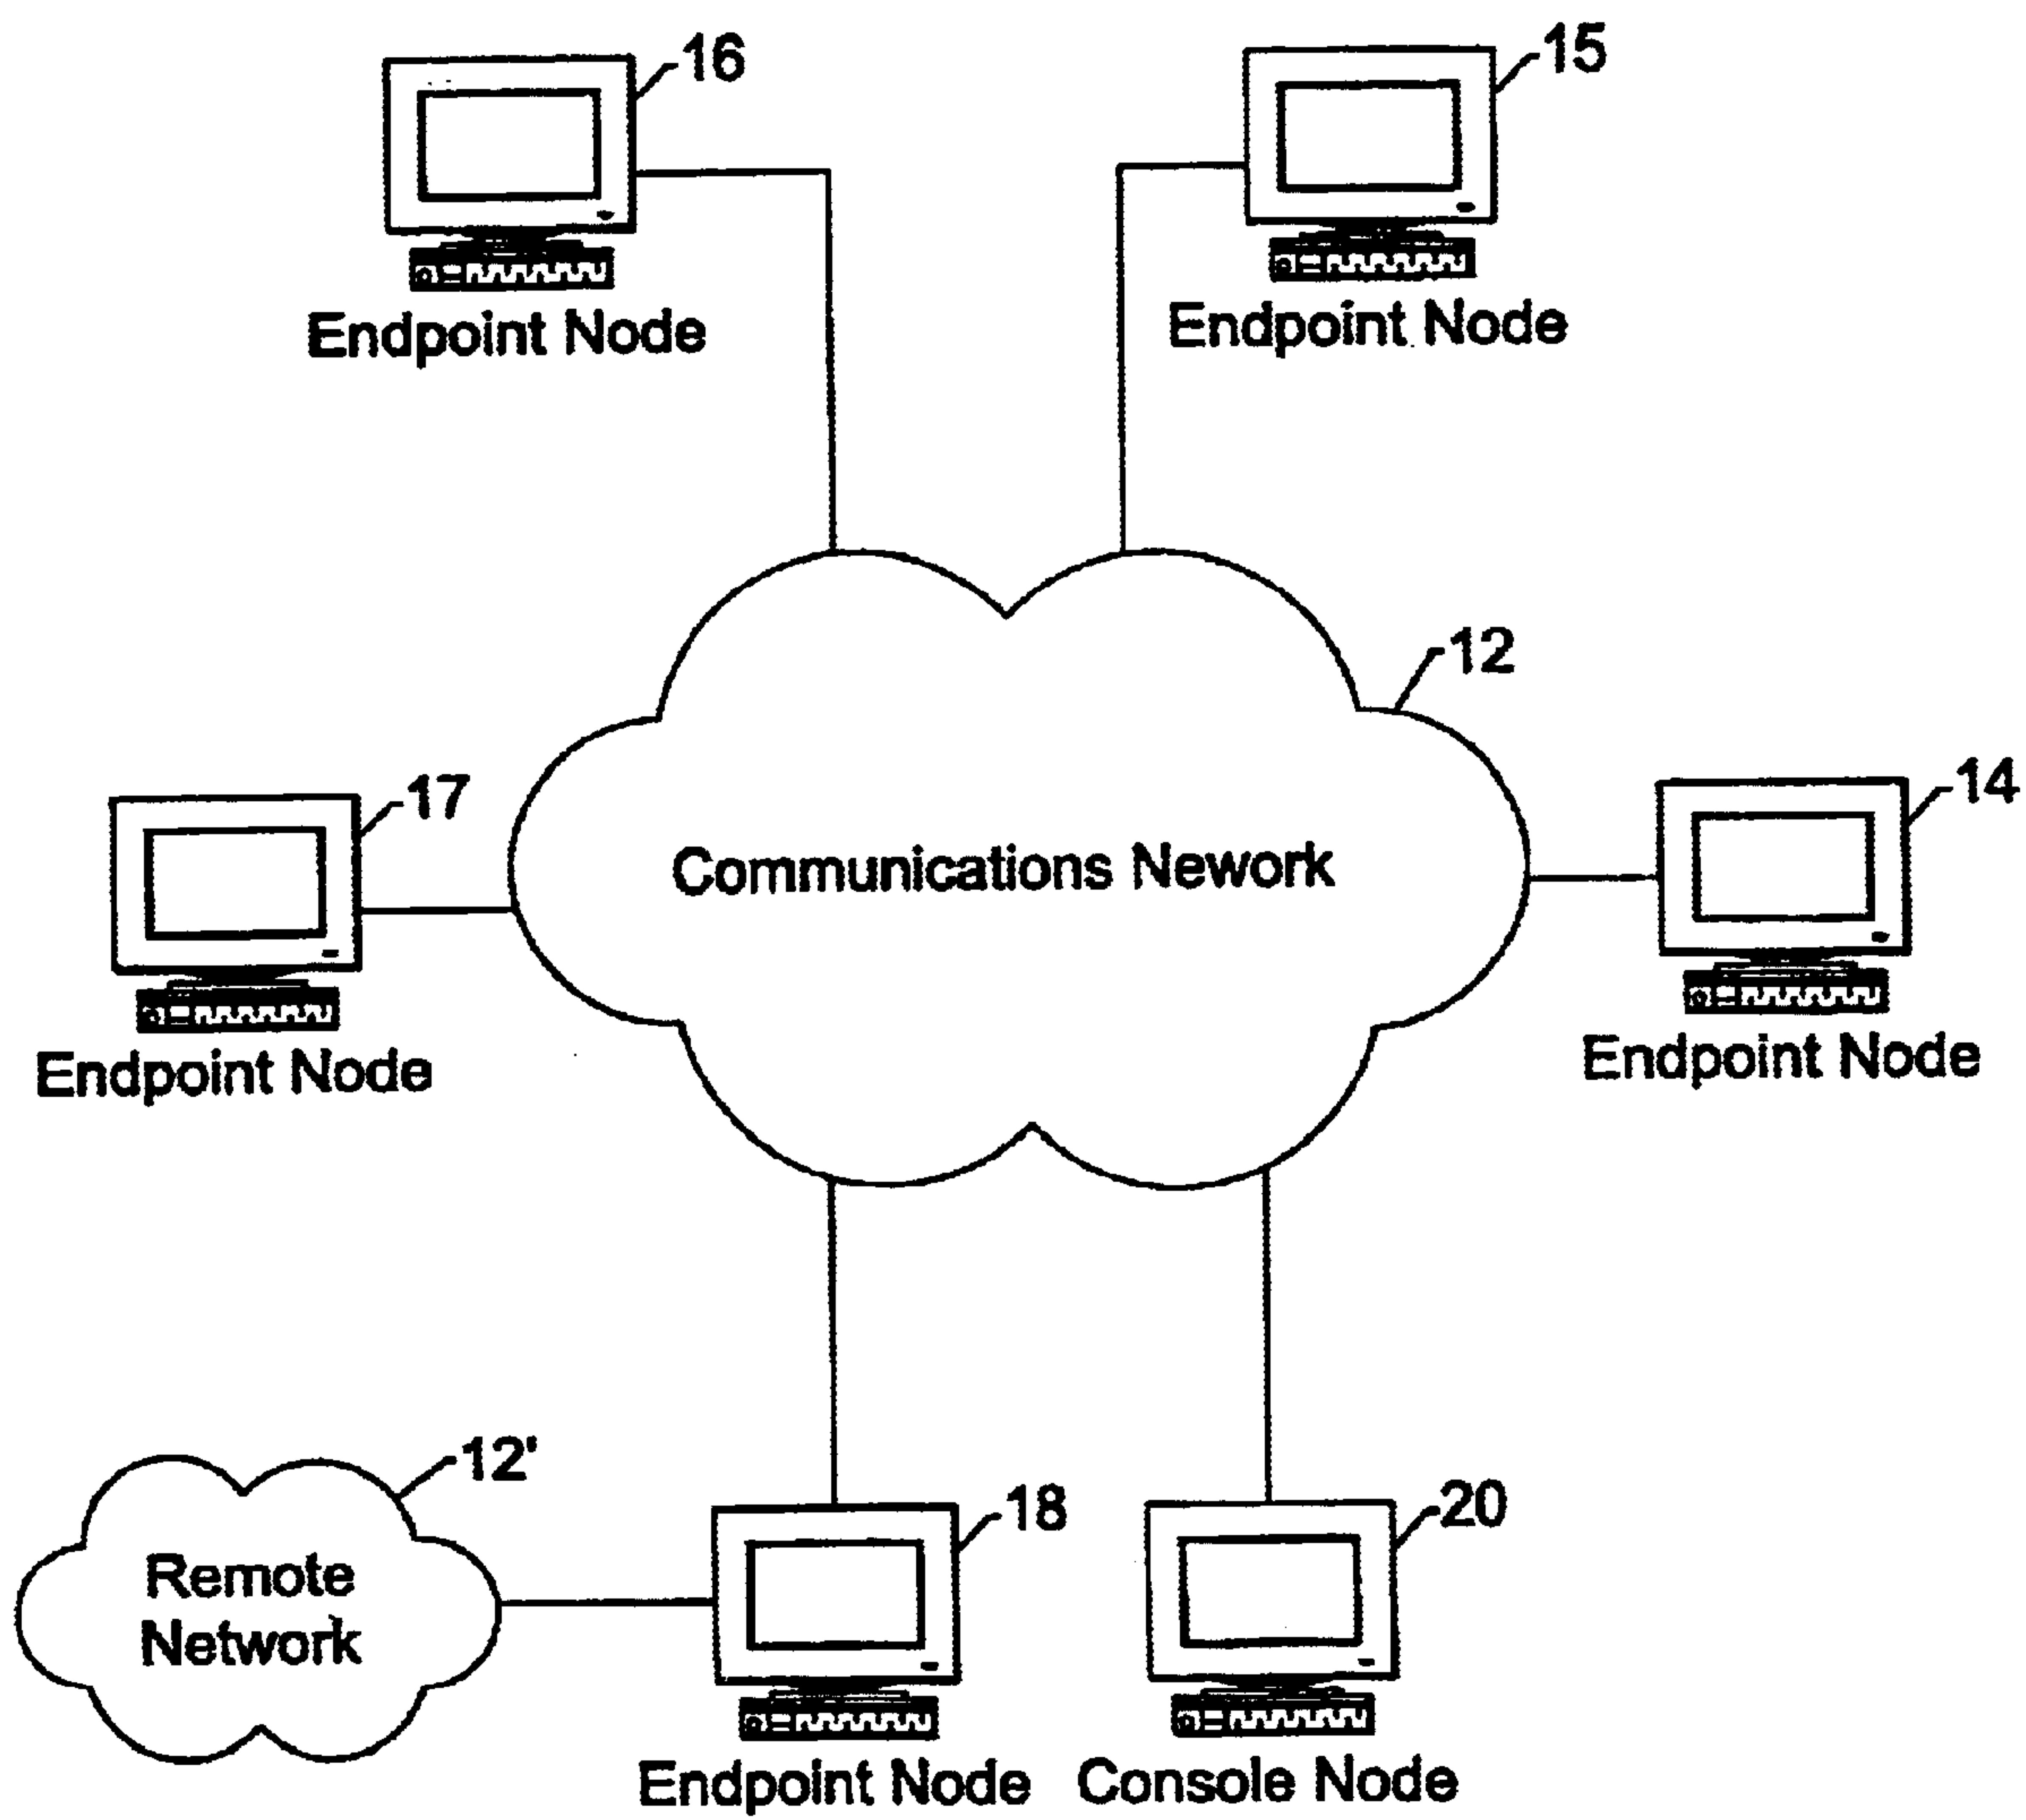 16
15
Endpoint Node
Endpoint Node
12
17
14
Communications Nework
Endpoint Node
Endpoint Node
12'
18
20
Remote
Network
Endpoint Node
Console Node